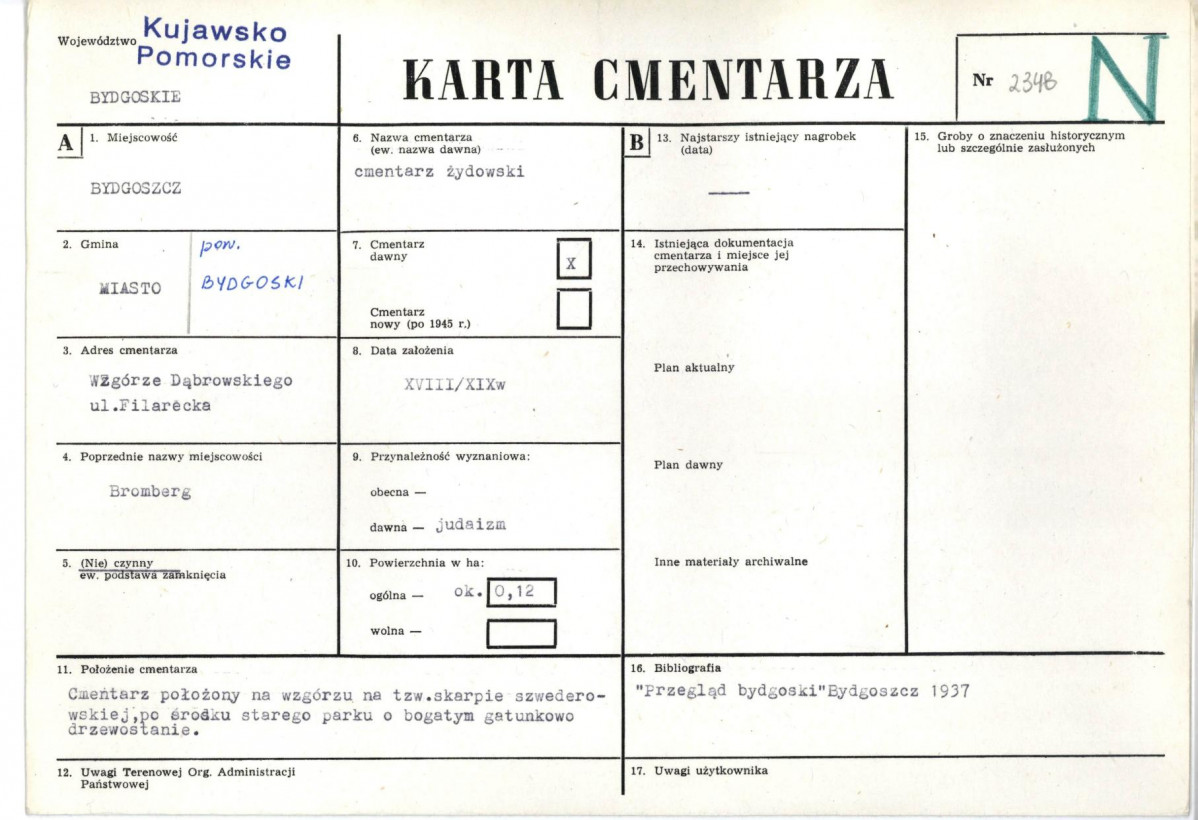 Województwo Kujawsko
Pomorskie
BYDGOSKIE
KARTA CMENTARZA
Nr 2348
N
A
1. Miejscowość
BYDGOSZCZ
2. Gmina
MIASTO
pow.
BYDGOSKI
3. Adres cmentarza
Wzgórze Dąbrowskiego
ul.Filarecka
4. Poprzednie nazwy miejscowości
Bromberg
5. (Nie) czynny
ew. podstawa zamknięcia
6. Nazwa cmentarza
(ew. nazwa dawna)
cmentarz żydowski
7. Cmentarz
dawny
X
Cmentarz
nowy (po 1945 r.)
8. Data założenia
XVIII/XIXw
9. Przynależność wyznaniowa:
obecna —
dawna — judaizm
10. Powierzchnia w ha:
ogólna — ok. 0,12
wolna —
11. Położenie cmentarza
Cmentarz położony na wzgórzu na tzw.skarpie szwedero-
wskiej,po środku starego parku o bogatym gatunkowo
drzewostanie.
12. Uwagi Terenowej Org. Administracji
Państwowej
B
13. Najstarszy istniejący nagrobek
(data)
14. Istniejąca dokumentacja
cmentarza i miejsce jej
przechowywania
Plan aktualny
Plan dawny
Inne materiały archiwalne
15. Groby o znaczeniu historycznym
lub szczególnie zasłużonych
16. Bibliografia
"Przegląd bydgoski"Bydgoszcz 1937
17. Uwagi użytkownika